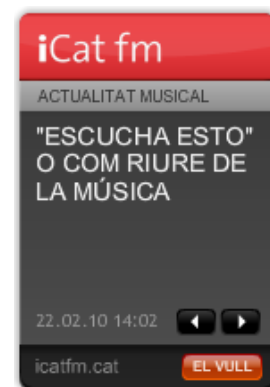 iCat fm
ACTUALITAT MUSICAL
"ESCUCHA ESTO"
O COM RIURE DE
LA MÚSICA
22.02.10 14:02
icatfm.cat EL VULL